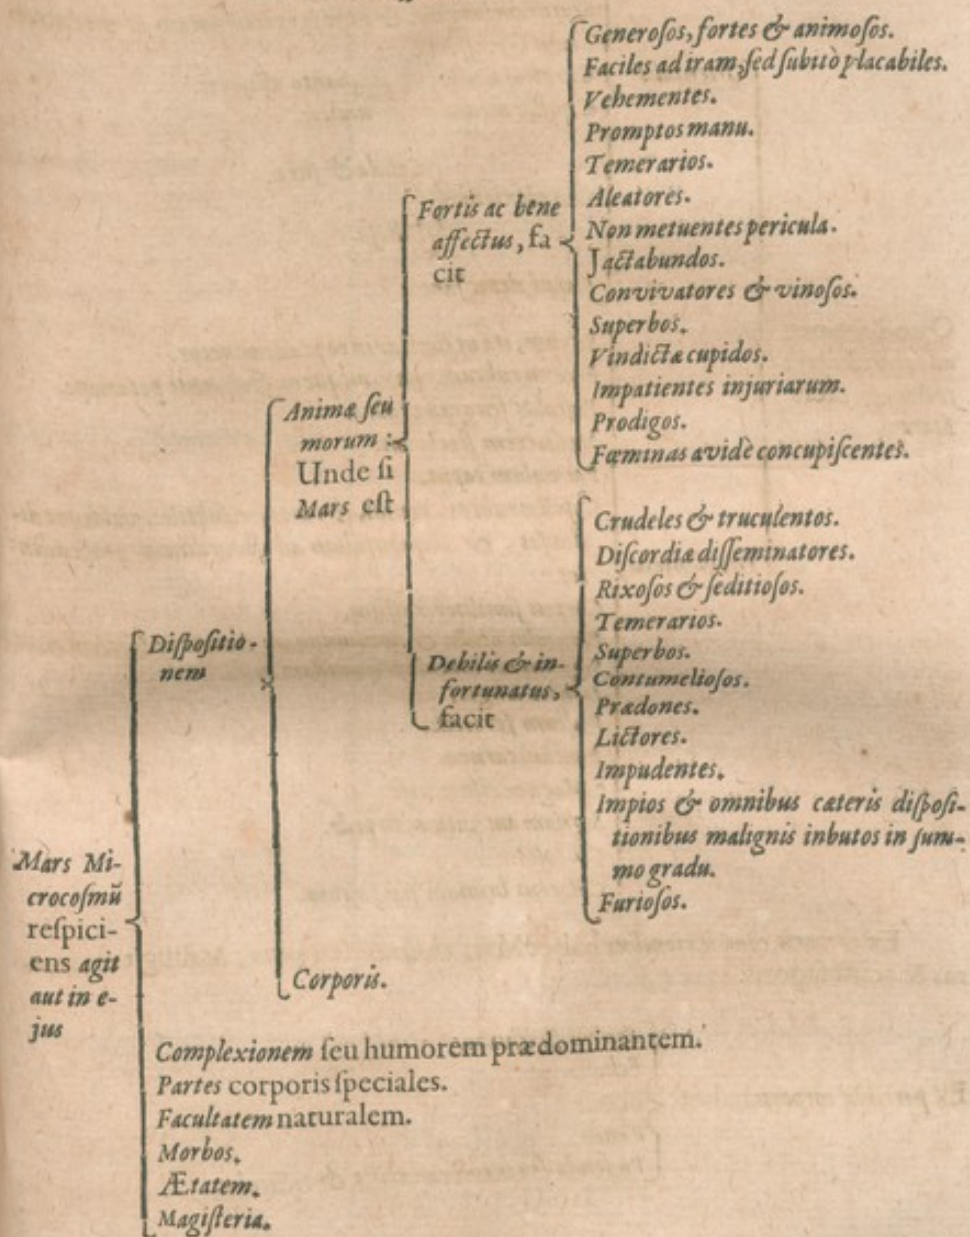 Mars Mi-
crocosmū
respici-
ens agit
aut in e-
jus
Dispositio-
nem
Animæ seu
morum :
Unde si
Mars est
Fortis ac bene
affectus, fa
cit
Generosos, fortes & animosos.
Faciles ad iram, sed subitò placabiles.
Vehementes.
Promptos manu.
Temerarios.
Aleatores.
Non metuentes pericula.
Jactabundos.
Convivatores & vinosos.
Superbos.
Vindictæ cupidos.
Impatientes injuriarum.
Prodigos.
Fœminas avidè concupiscentes.
Debilis & in-
fortunatus,
facit
Crudeles & truculentos.
Discordiæ disseminatores.
Rixosos & seditiosos.
Temerarios.
Superbos.
Contumeliosos.
Prædones.
Lictores.
Impudentes.
Impios & omnibus cæteris disposi-
tionibus malignis inbutos in sum-
mo gradu.
Furiosos.
Corporis.
Complexionem seu humorem prædominantem.
Partes corporis speciales.
Facultatem naturalem.
Morbos.
Ætatem.
Magisteria.